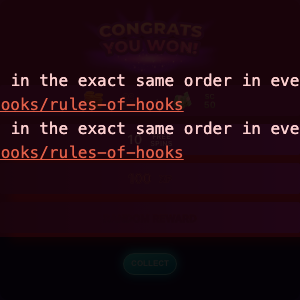 CONGRATS
YOU WON!
in the exact same order in eve
ooks/rules-of-hooks
in the exact same order in eve
ooks/rules-of-hooks
10
COLLECT